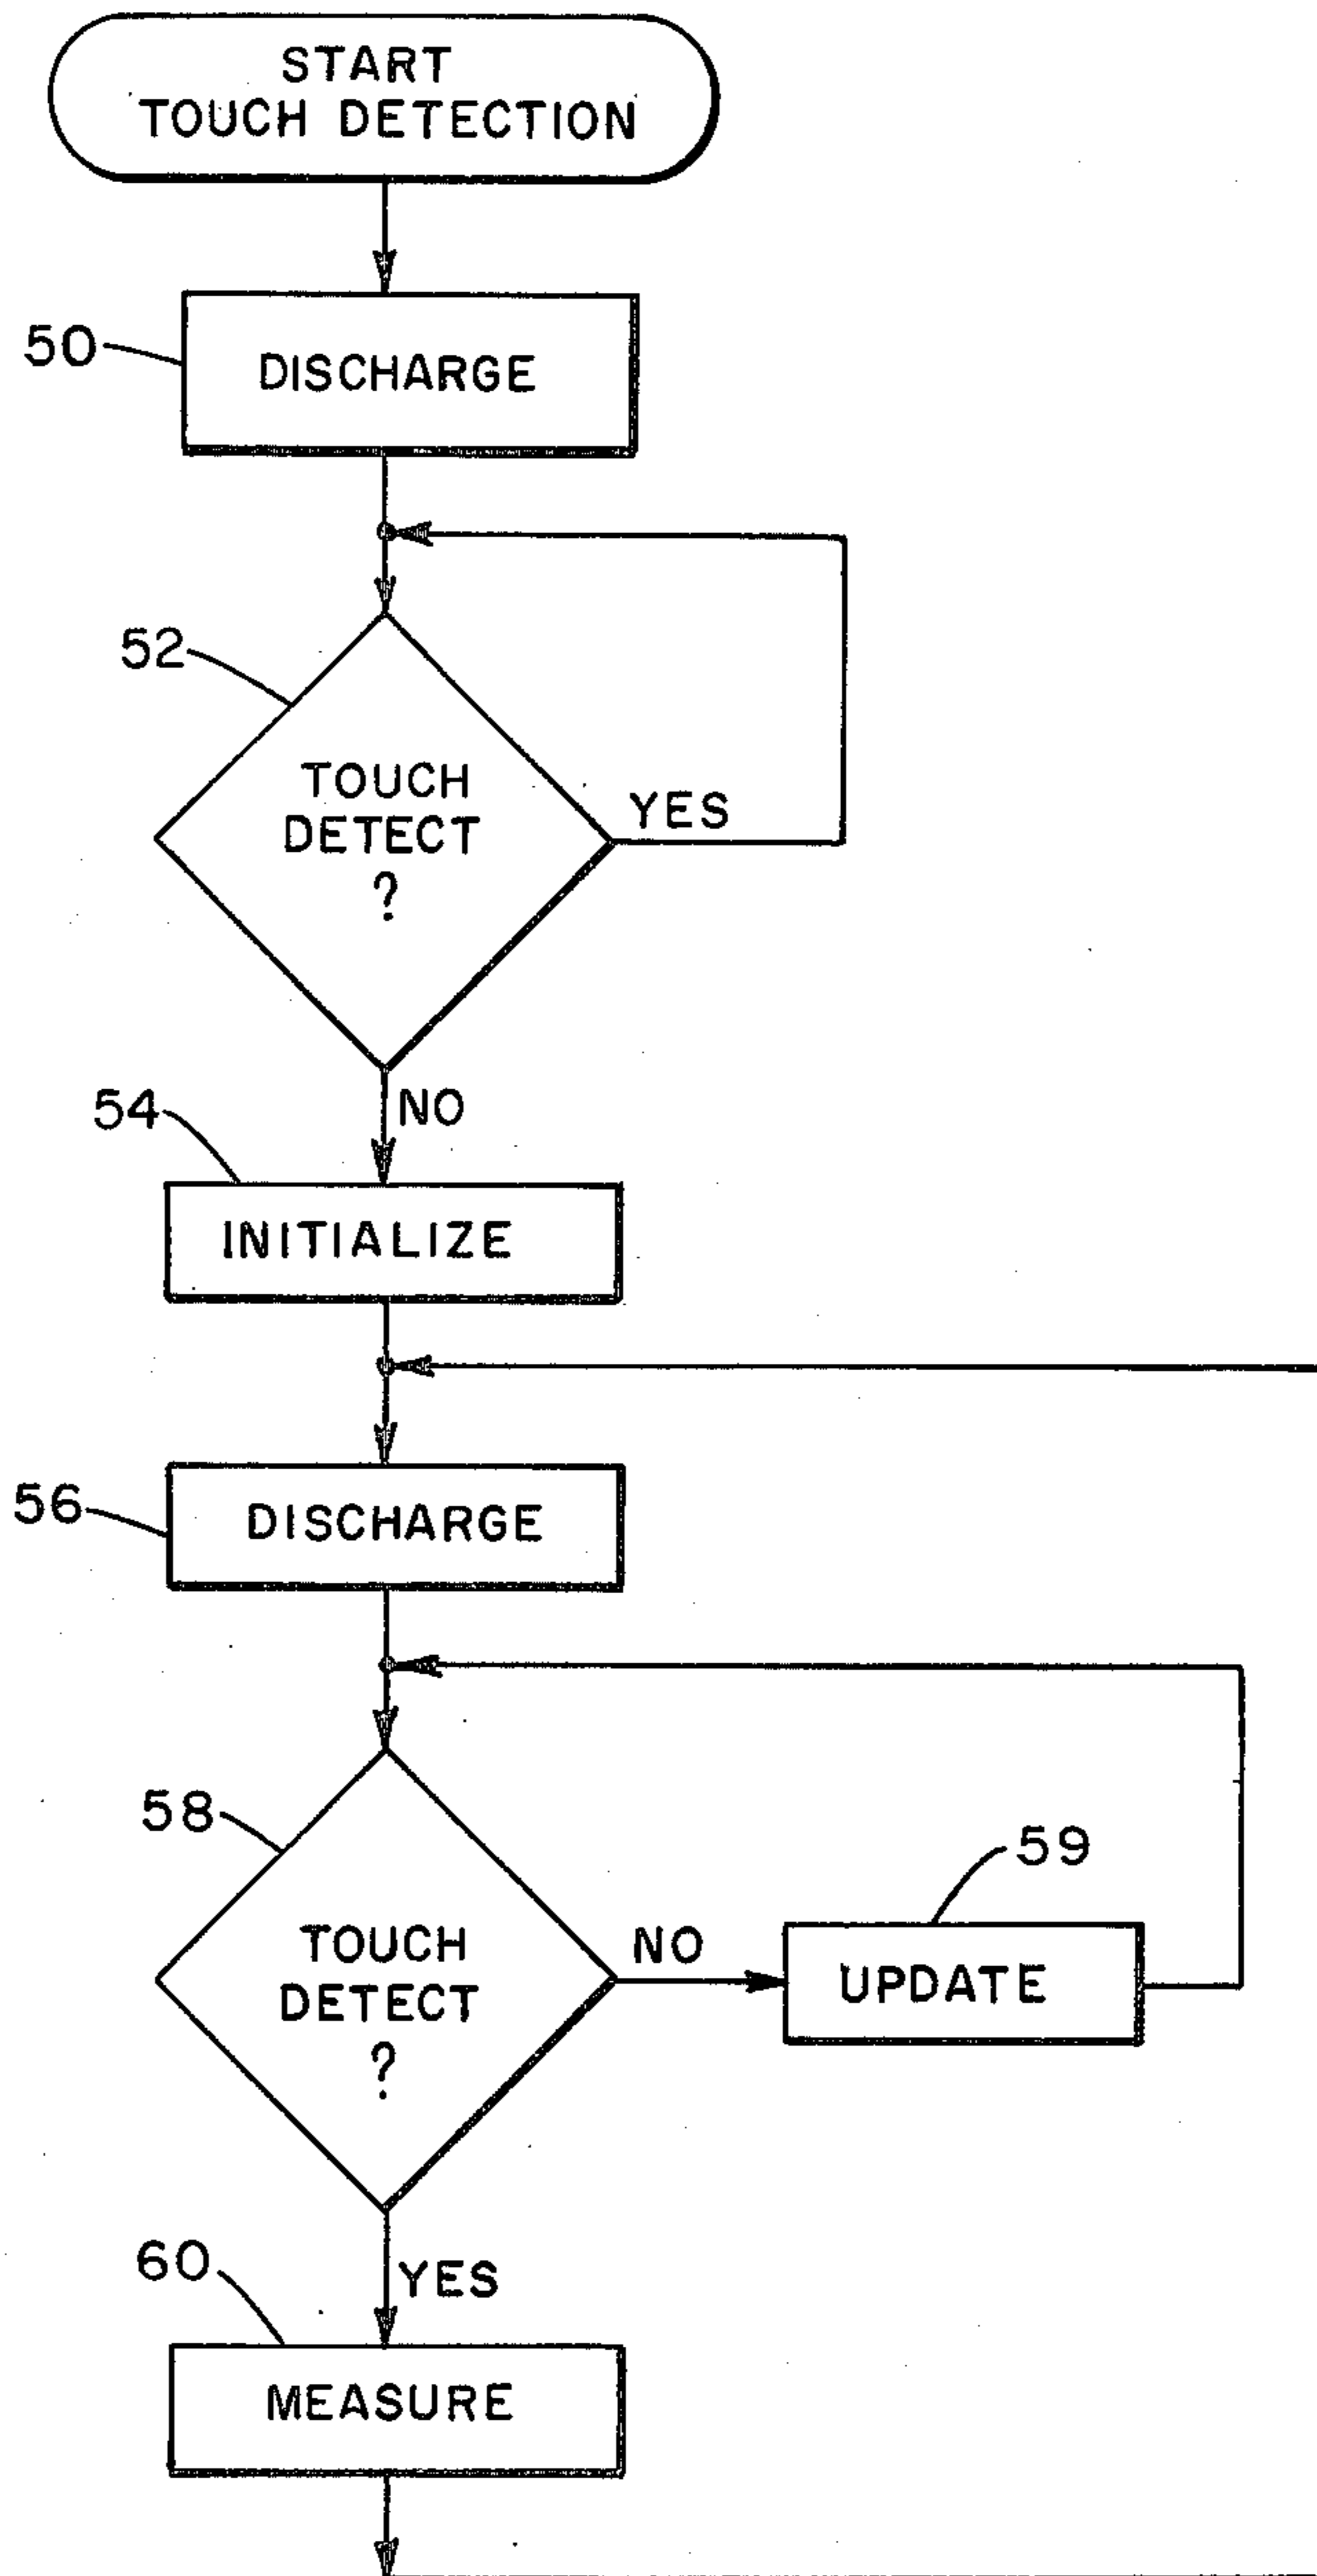 START
TOUCH DETECTION
50
DISCHARGE
52
TOUCH
DETECT
?
YES
NO
54
INITIALIZE
56
DISCHARGE
58
TOUCH
DETECT
?
NO
59
UPDATE
YES
60
MEASURE